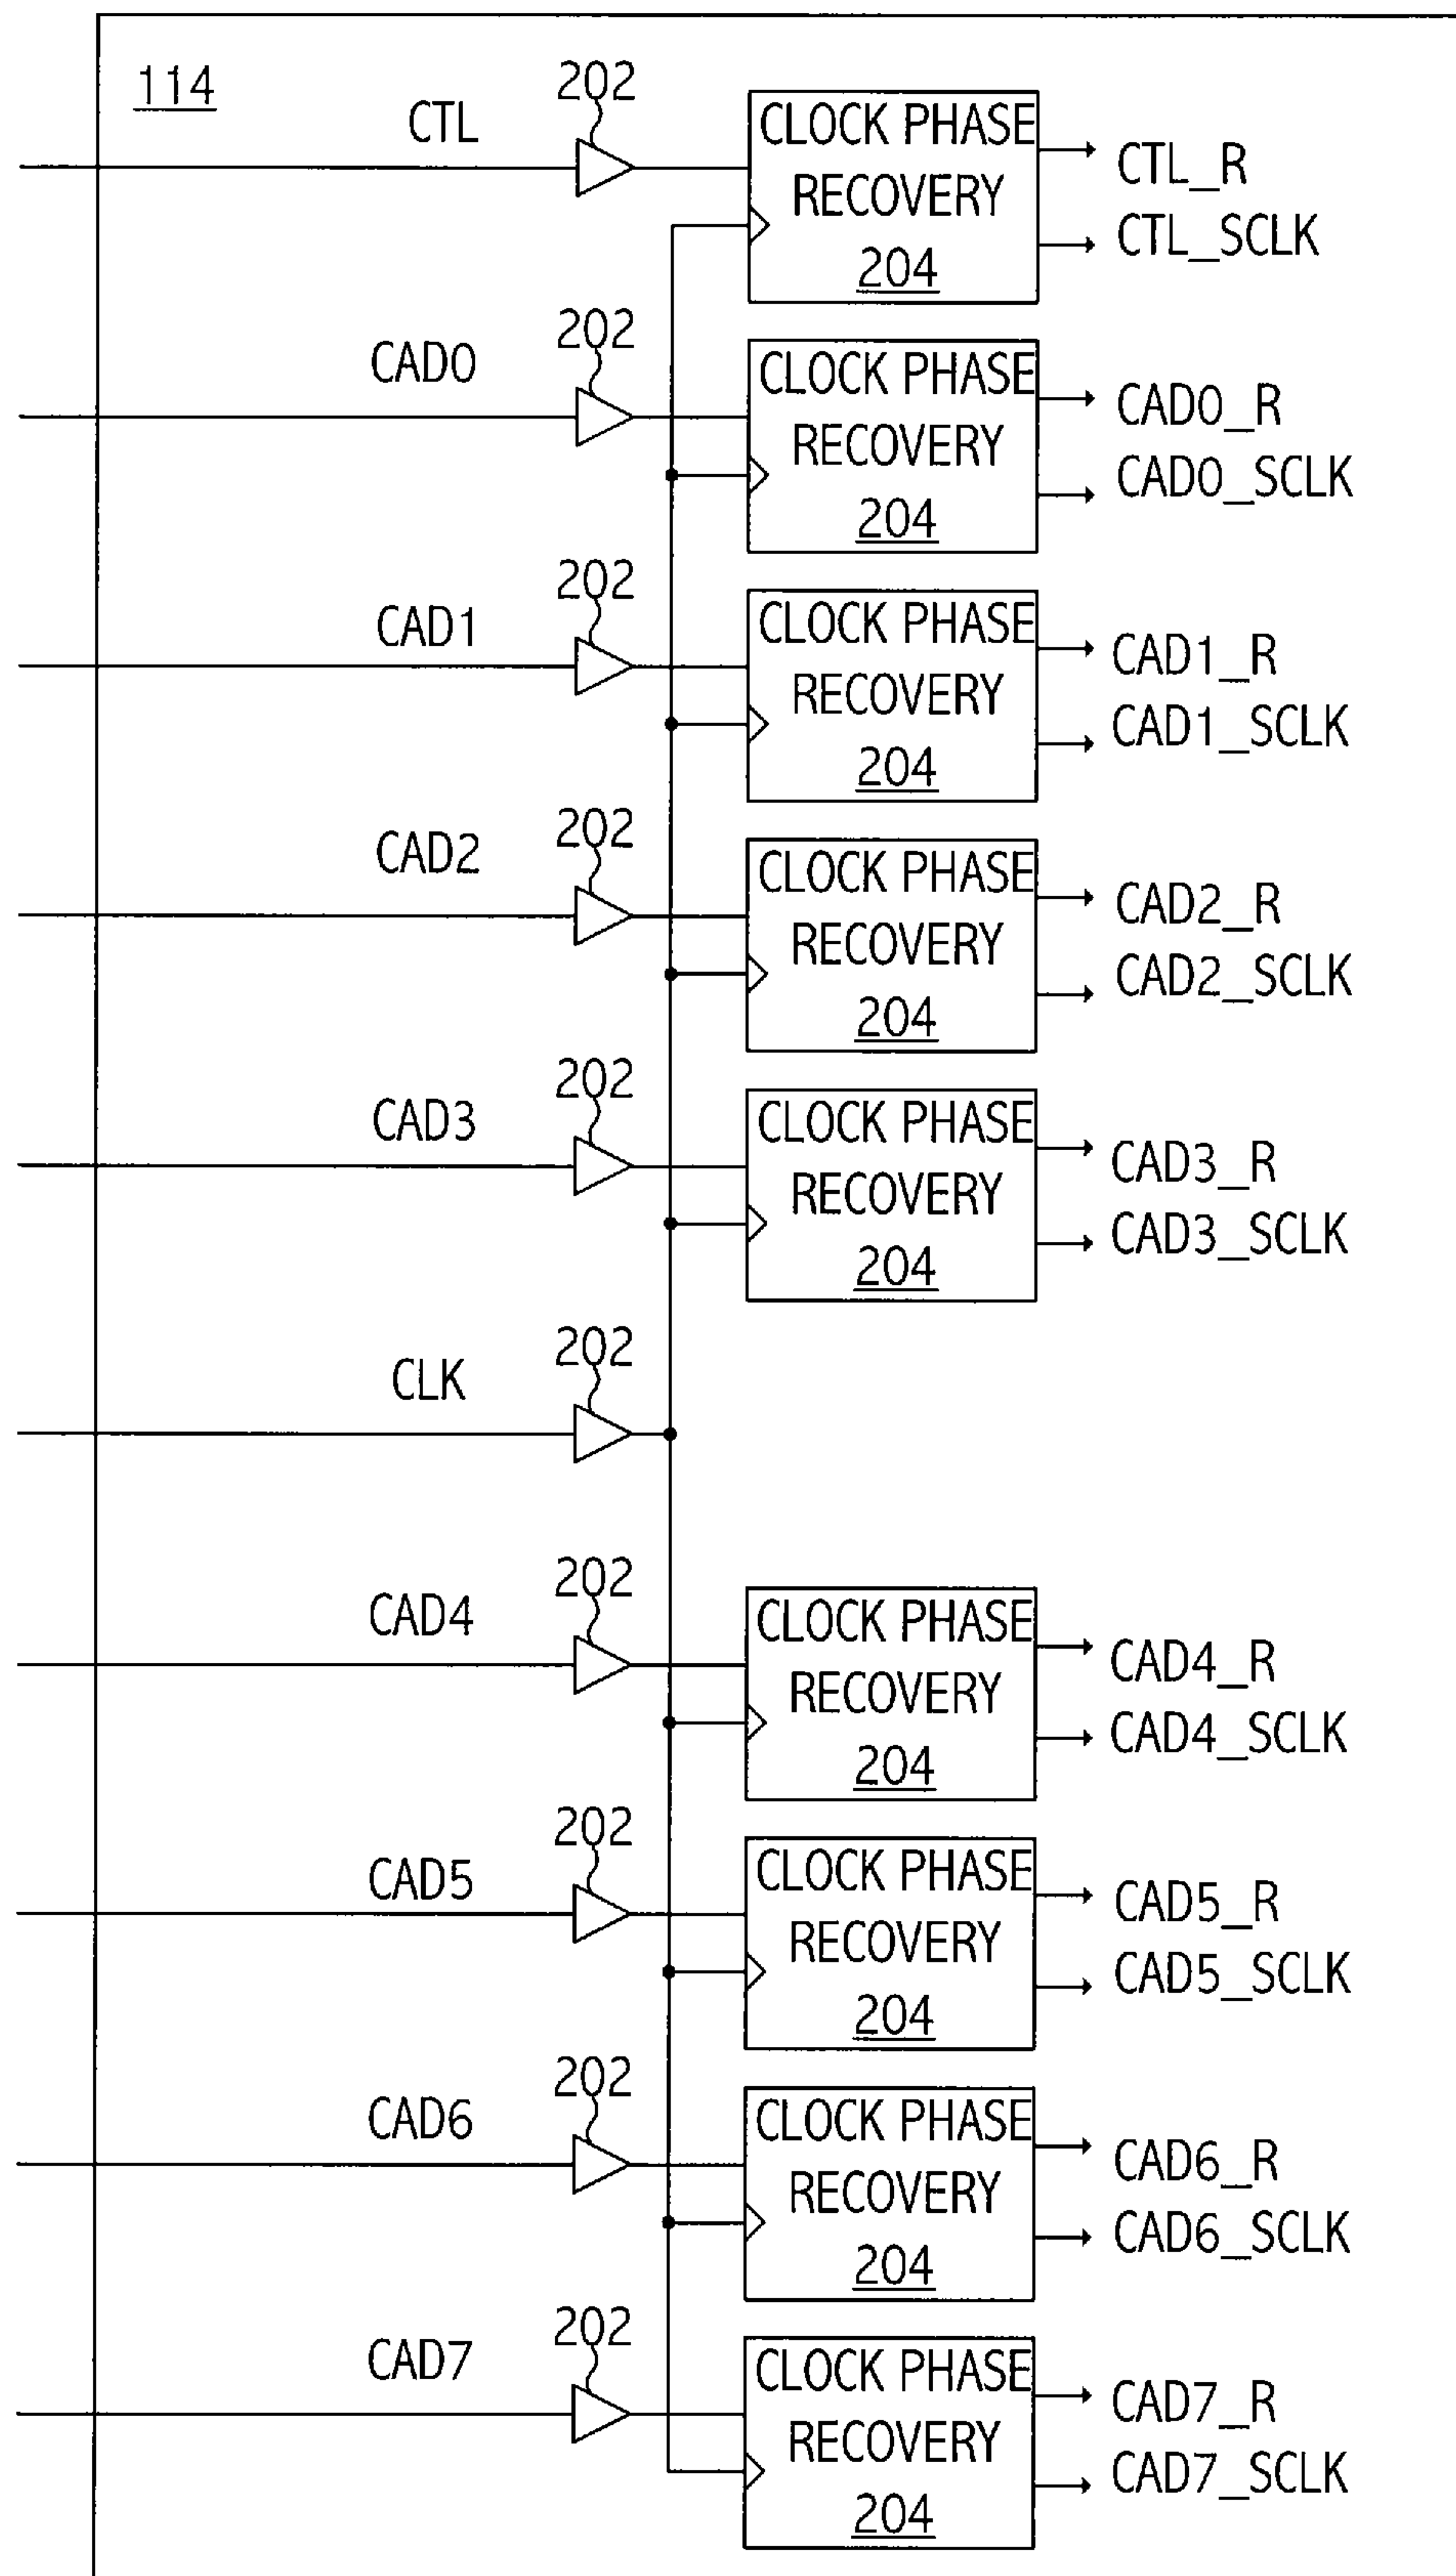 114
202
CTL
CLOCK PHASE
RECOVERY
204
CTL_R
CTL_SCLK
202
CAD0
CLOCK PHASE
RECOVERY
204
CAD0_R
CAD0_SCLK
202
CAD1
CLOCK PHASE
RECOVERY
204
CAD1_R
CAD1_SCLK
202
CAD2
CLOCK PHASE
RECOVERY
204
CAD2_R
CAD2_SCLK
202
CAD3
CLOCK PHASE
RECOVERY
204
CAD3_R
CAD3_SCLK
202
CLK
202
CAD4
CLOCK PHASE
RECOVERY
204
CAD4_R
CAD4_SCLK
202
CAD5
CLOCK PHASE
RECOVERY
204
CAD5_R
CAD5_SCLK
202
CAD6
CLOCK PHASE
RECOVERY
204
CAD6_R
CAD6_SCLK
202
CAD7
CLOCK PHASE
RECOVERY
204
CAD7_R
CAD7_SCLK